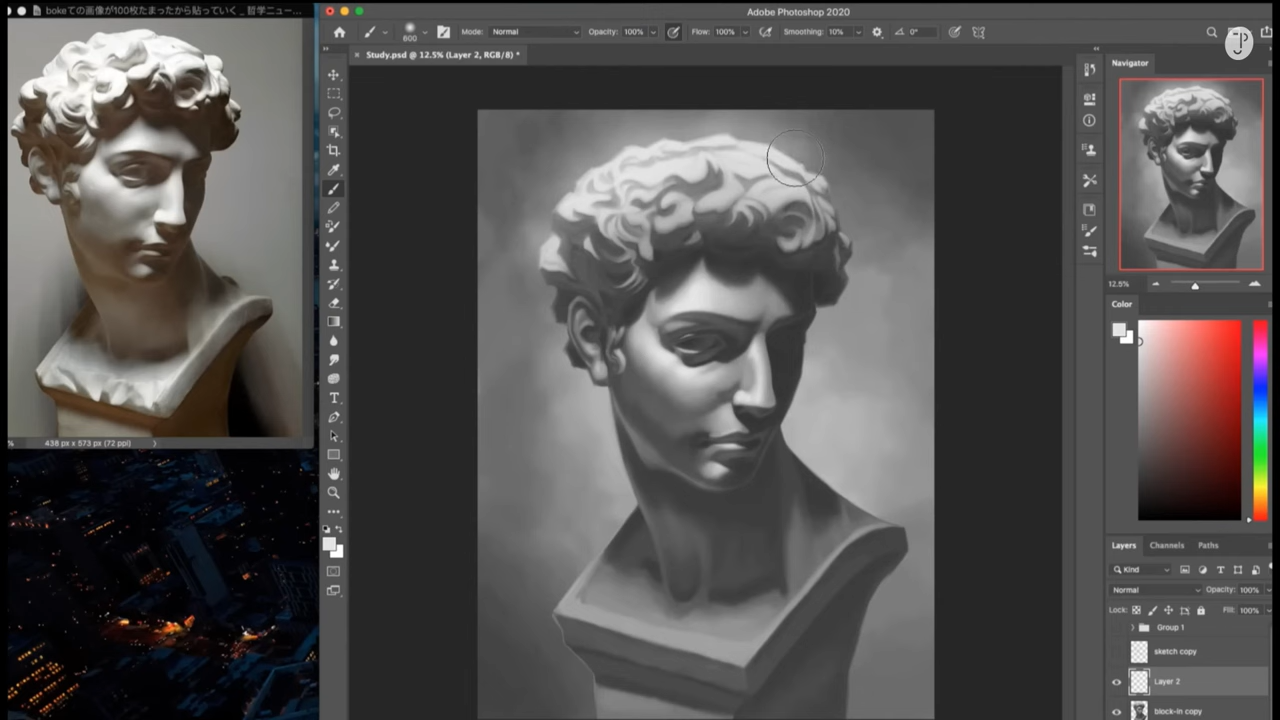 bokeての画像が100枚たまったから貼っていく _ 哲学ニュー...
Adobe Photoshop 2020
600
Mode: Normal
Opacity: 100%
Flow: 100%
Smoothing: 10%
0°
× Study.psd @ 12.5% (Layer 2, RGB/8) *
Navigator
12.5%
Color
438 px x 573 px (72 ppi)
Layers
Channels
Paths
Kind
Normal
Opacity: 100%
Lock:
Fill: 100%
Group 1
sketch copy
Layer 2
block-in copy